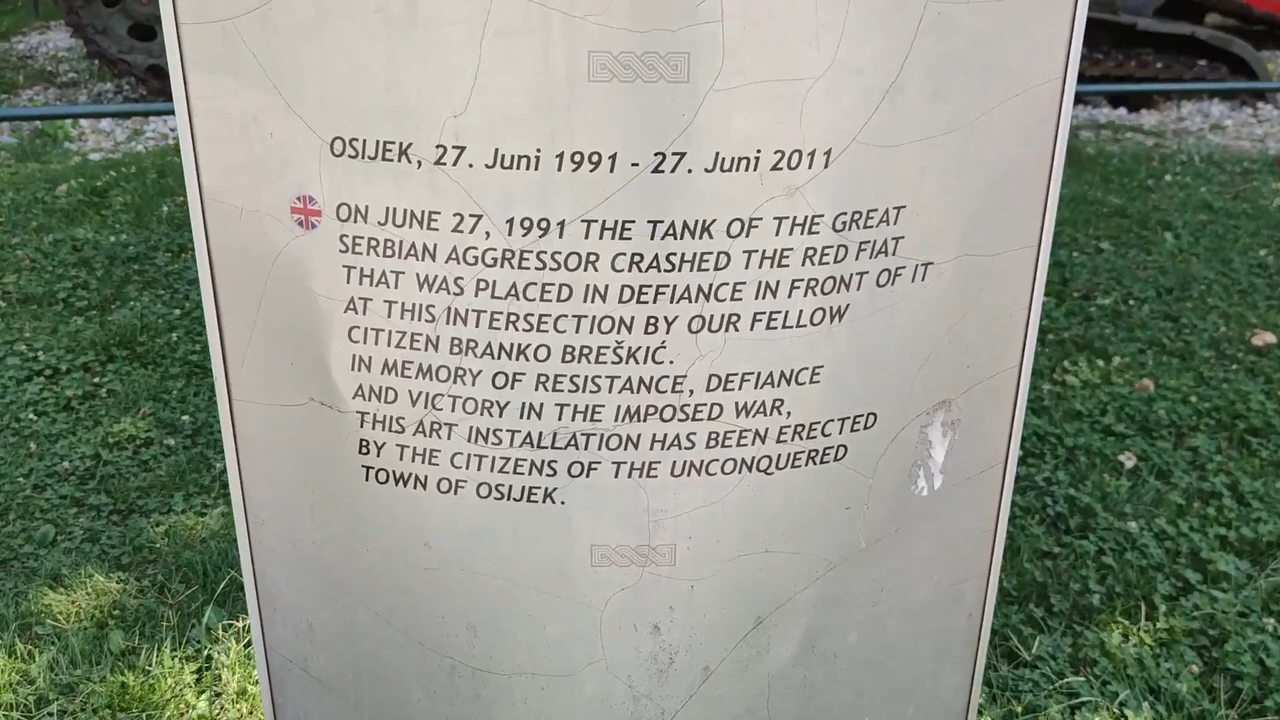 OSIJEK, 27. Juni 1991 - 27. Juni 2011
ON JUNE 27, 1991 THE TANK OF THE GREAT
SERBIAN AGGRESSOR CRASHED THE RED FIAT
THAT WAS PLACED IN DEFIANCE IN FRONT OF IT
AT THIS INTERSECTION BY OUR FELLOW
CITIZEN BRANKO BREŠKIĆ.
IN MEMORY OF RESISTANCE, DEFIANCE
AND VICTORY IN THE IMPOSED WAR,
THIS ART INSTALLATION HAS BEEN ERECTED
BY THE CITIZENS OF THE UNCONQUERED
TOWN OF OSIJEK.